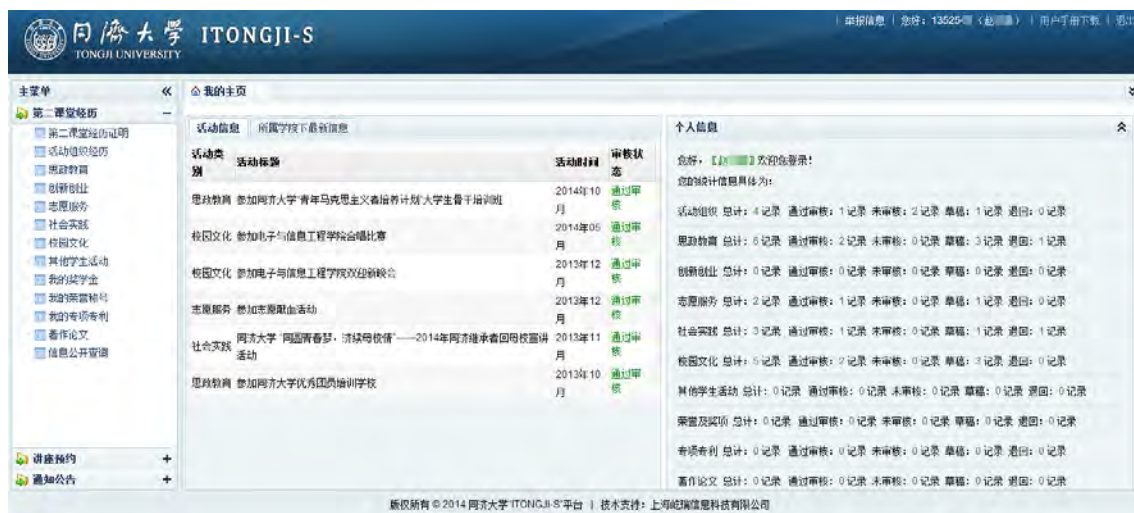 同济大学 ITONGJI-S
TONGJI UNIVERSITY
举报信息 | 您好：13525 （赵 ） | 用户手册下载 | 退出
主菜单
我的主页
第二课堂经历
第二课堂经历证明
活动组织经历
思政教育
创新创业
志愿服务
社会实践
校园文化
其他学生活动
我的奖学金
我的荣誉称号
我的专项专利
著作论文
信息公开查询
讲座预约
通知公告
活动信息 所属学院下最新信息
活动类别 活动标题 活动时间 审核状态
思政教育 参加同济大学“青年马克思主义者培养计划”大学生骨干培训班 2014年10月 通过审核
校园文化 参加电子与信息工程学院合唱比赛 2014年05月 通过审核
校园文化 参加电子与信息工程学院双迎新晚会 2013年12月 通过审核
志愿服务 参加志愿献血活动 2013年12月 通过审核
社会实践 同济大学“同圆青春梦，济续母校情”——2014年同济继承者回母校宣讲活动 2013年11月 通过审核
思政教育 参加同济大学优秀团员培训学校 2013年10月 通过审核
个人信息
您好，【赵 】欢迎您登录！
您的统计信息具体为：
活动组织 总计：4记录 通过审核：1记录 未审核：2记录 草稿：1记录 退回：0记录
思政教育 总计：6记录 通过审核：2记录 未审核：0记录 草稿：3记录 退回：1记录
创新创业 总计：0记录 通过审核：0记录 未审核：0记录 草稿：0记录 退回：0记录
志愿服务 总计：2记录 通过审核：1记录 未审核：0记录 草稿：1记录 退回：0记录
社会实践 总计：3记录 通过审核：1记录 未审核：0记录 草稿：1记录 退回：1记录
校园文化 总计：5记录 通过审核：2记录 未审核：0记录 草稿：3记录 退回：0记录
其他学生活动 总计：0记录 通过审核：0记录 未审核：0记录 草稿：0记录 退回：0记录
荣誉及奖项 总计：0记录 通过审核：0记录 未审核：0记录 草稿：0记录 退回：0记录
专项专利 总计：0记录 通过审核：0记录 未审核：0记录 草稿：0记录 退回：0记录
著作论文 总计：0记录 通过审核：0记录 未审核：0记录 草稿：0记录 退回：0记录
版权所有 © 2014 同济大学“ITONGJI-S”平台 | 技术支持：上海屹瑞信息科技有限公司